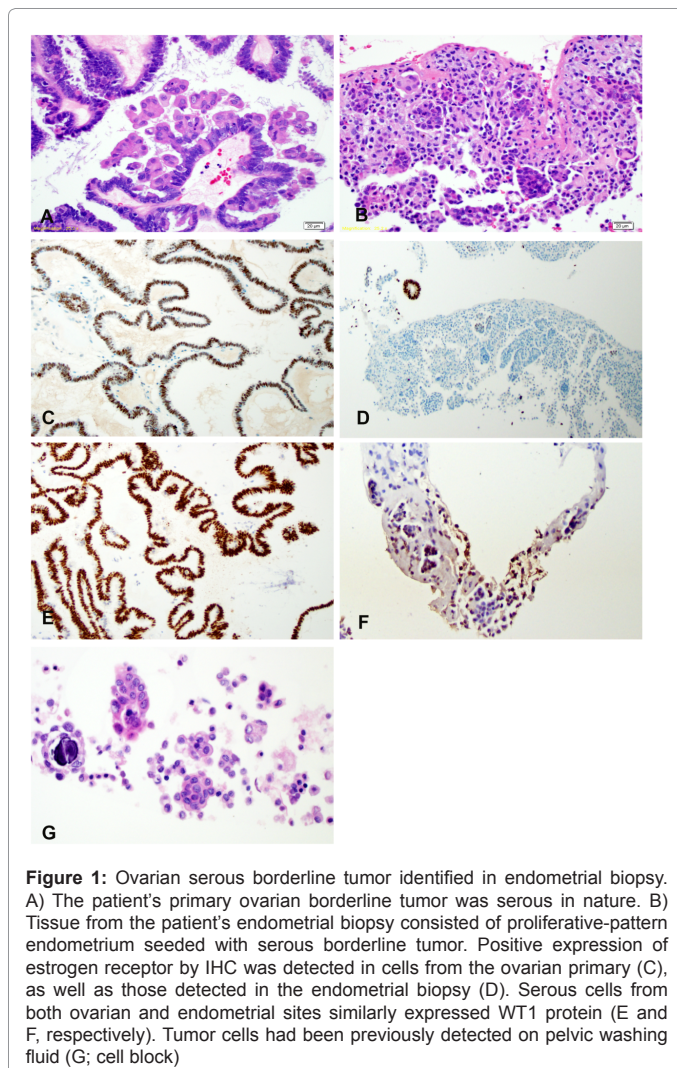 A
20 µm
B
20 µm
C
D
E
F
G
Figure 1: Ovarian serous borderline tumor identified in endometrial biopsy.
A) The patient's primary ovarian borderline tumor was serous in nature. B)
Tissue from the patient's endometrial biopsy consisted of proliferative-pattern
endometrium seeded with serous borderline tumor. Positive expression of
estrogen receptor by IHC was detected in cells from the ovarian primary (C),
as well as those detected in the endometrial biopsy (D). Serous cells from
both ovarian and endometrial sites similarly expressed WT1 protein (E and
F, respectively). Tumor cells had been previously detected on pelvic washing
fluid (G; cell block)